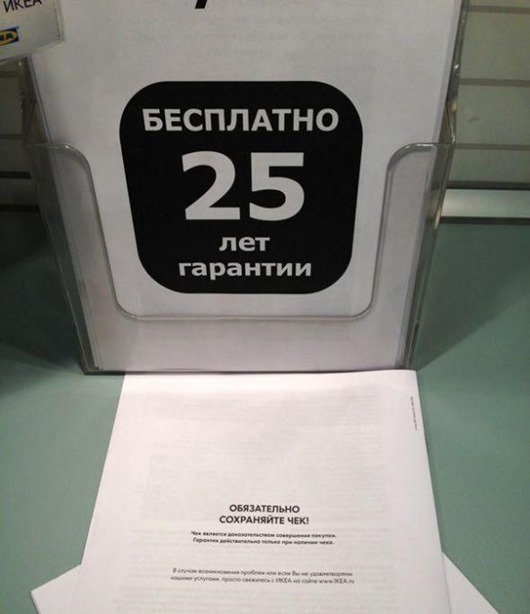 ИКЕА
БЕСПЛАТНО
25
лет
гарантии
ОБЯЗАТЕЛЬНО
СОХРАНЯЙТЕ ЧЕК!
Чек является доказательством совершения покупки.
Гарантия действительна только при наличии чека.
В случае возникновения проблем или если Вы не удовлетворены
нашими услугами, просто свяжитесь с ИКЕА на сайте www.IKEA.ru